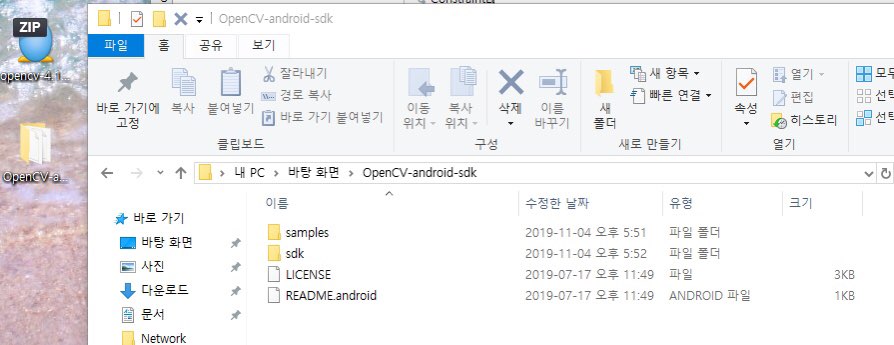 ZIP
opencv-4.1...
OpenCV-a...
OpenCV-android-sdk
파일 홈 공유 보기
바로 가기에 고정
복사
붙여넣기
잘라내기
경로 복사
바로 가기 붙여넣기
클립보드
이동 위치
복사 위치
삭제
이름 바꾸기
구성
새 폴더
새 항목
빠른 연결
새로 만들기
속성
열기
편집
히스토리
열기
내 PC > 바탕 화면 > OpenCV-android-sdk
바로 가기
바탕 화면
사진
다운로드
문서
Network
이름 수정한 날짜 유형 크기
samples 2019-11-04 오후 5:51 파일 폴더
sdk 2019-11-04 오후 5:52 파일 폴더
LICENSE 2019-07-17 오후 11:49 파일 3KB
README.android 2019-07-17 오후 11:49 ANDROID 파일 1KB